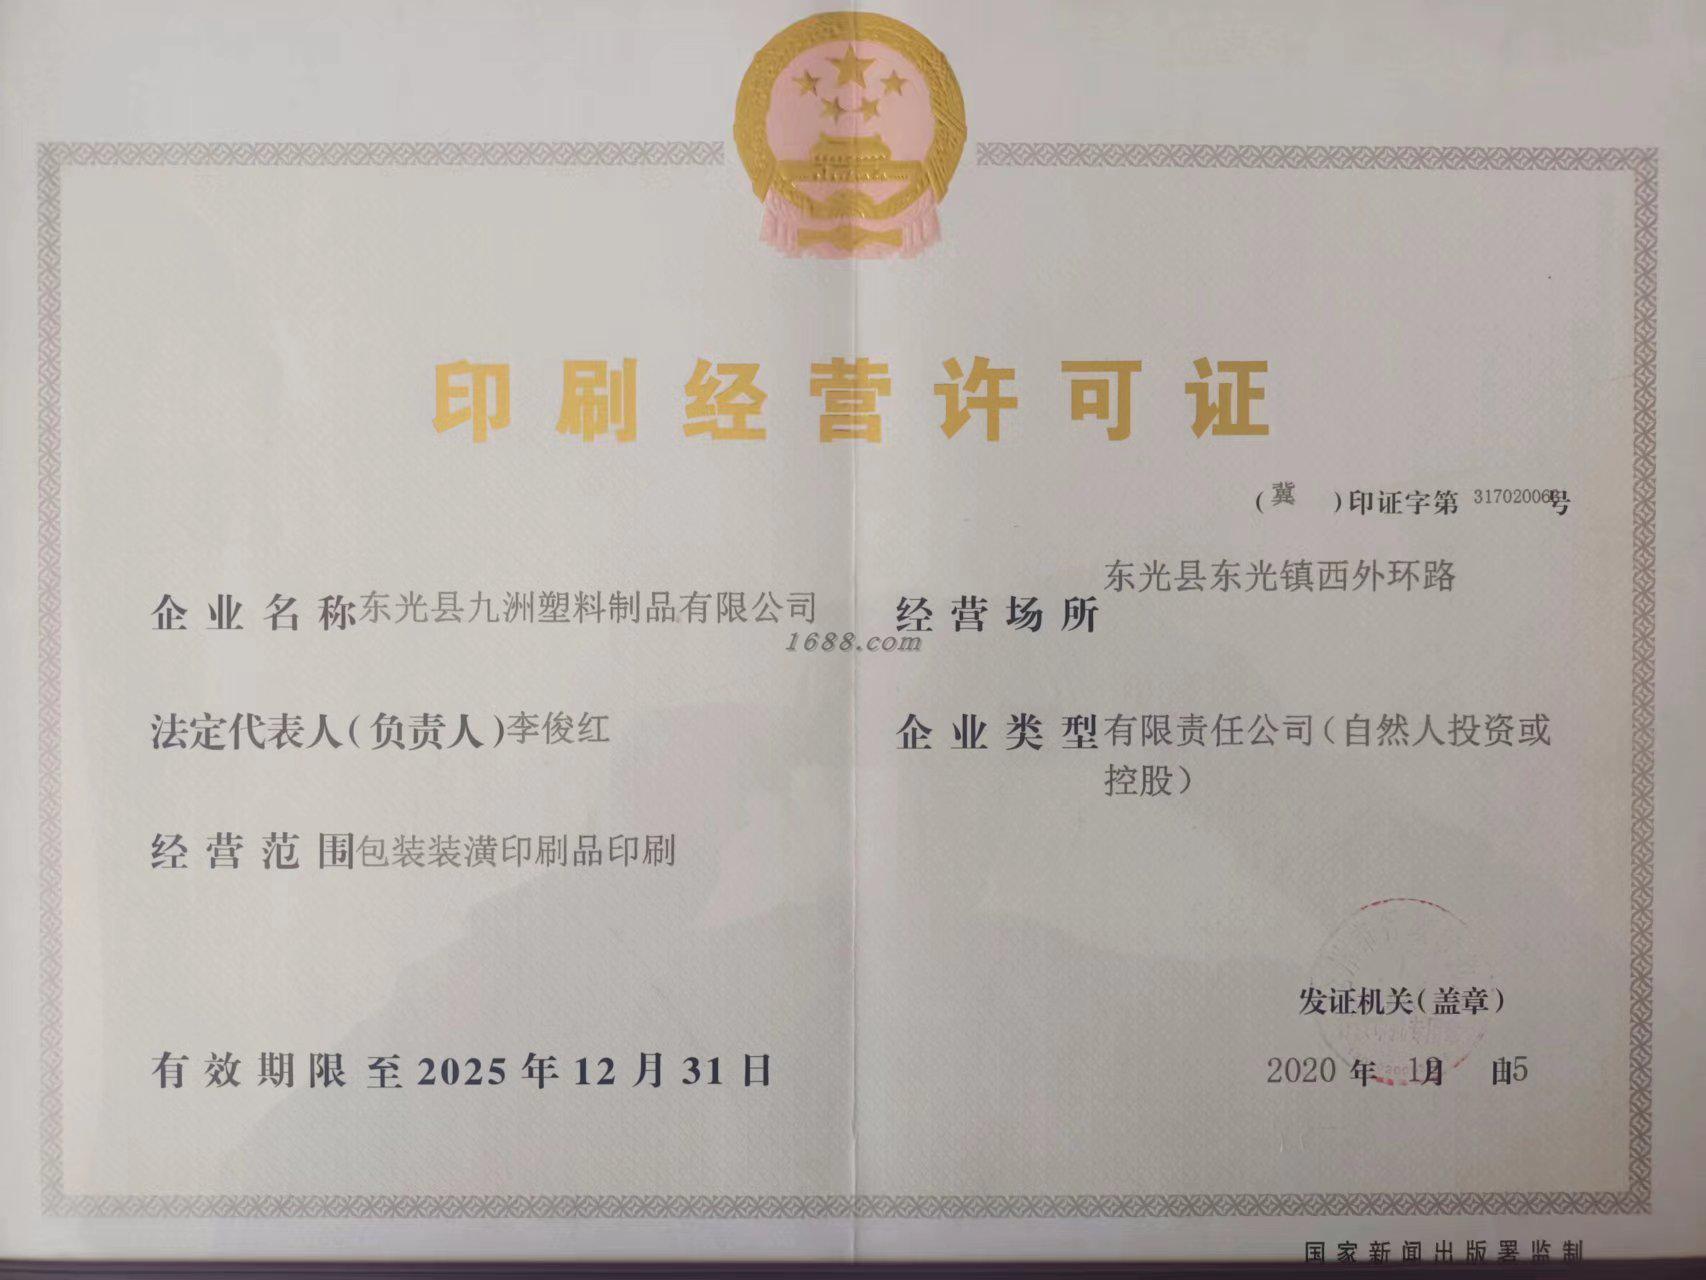 印刷经营许可证
(冀 )印证字第 31702006号
企业名称东光县九洲塑料制品有限公司
1688.com
经营场所东光县东光镇西外环路
法定代表人(负责人)李俊红
企业类型有限责任公司(自然人投资或
控股)
经营范围包装装潢印刷品印刷
发证机关(盖章)
有效期限至2025年12月31日
2020年 12月 15日
国家新闻出版署监制